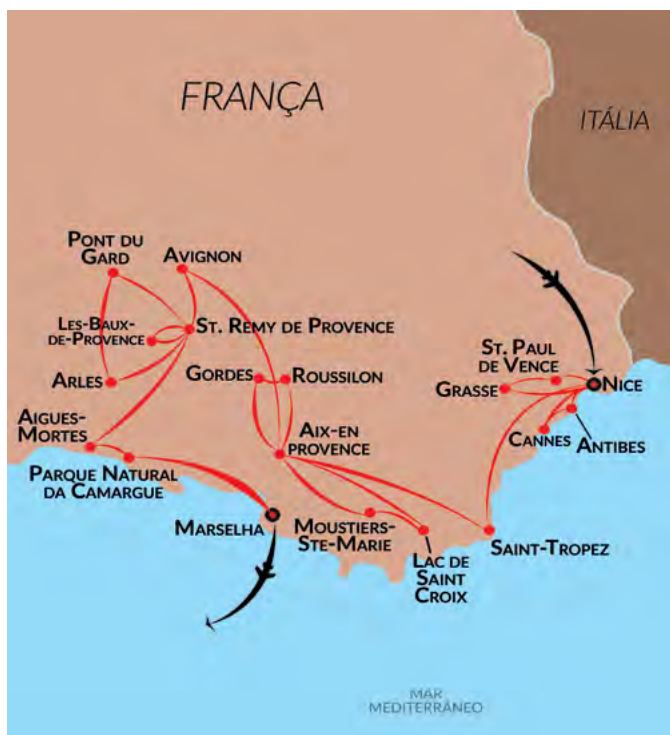 FRANÇA
ITÁLIA
PONT DU
GARD
AVIGNON
LES-BAUX-
DE-PROVENCE
ST. REMY DE PROVENCE
ST. PAUL
DE VENCE
GORDES
ROUSSILON
GRASSE
NICE
ARLES
AIGUES-
MORTES
AIX-EN
PROVENCE
CANNES
ANTIBES
PARQUE NATURAL
DA CAMARGUE
MARSELHA
MOUSTIERS-
STE-MARIE
SAINT-TROPEZ
LAC DE
SAINT
CROIX
MAR
MEDITERRÁNEO